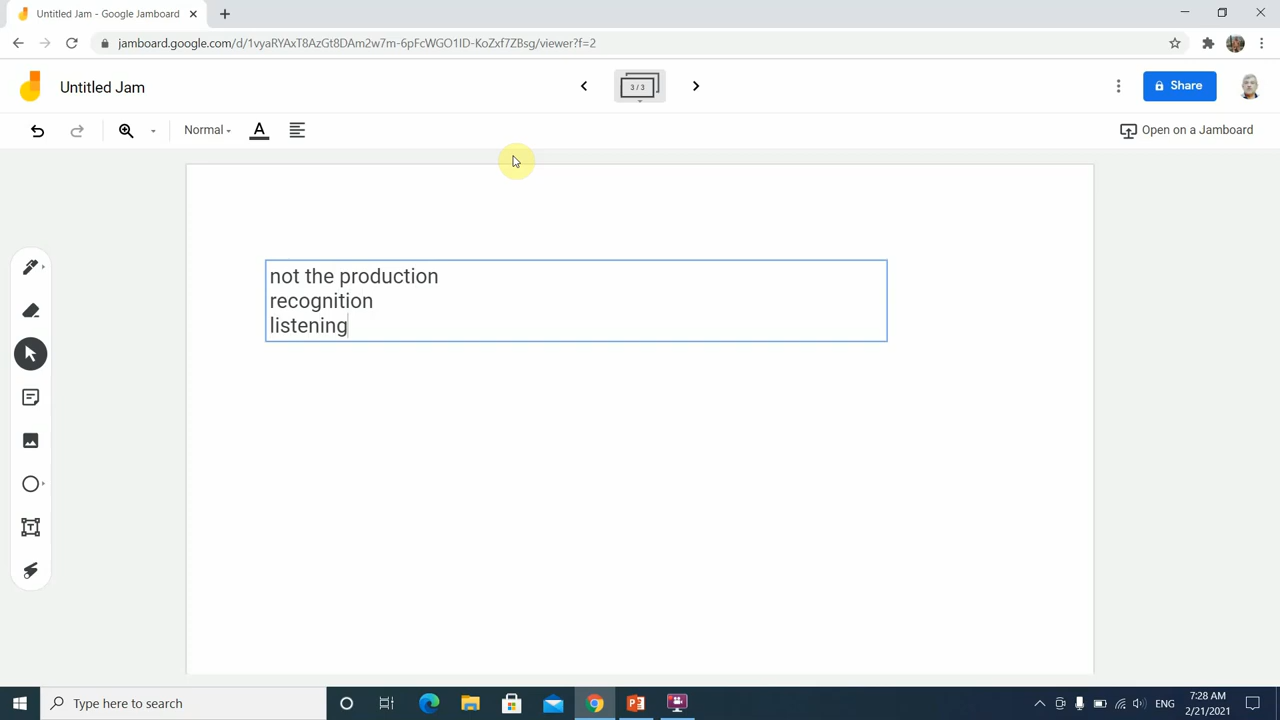 Untitled Jam - Google Jamboard
jamboard.google.com/d/1vyaRYAxT8AzGt8DAm2w7m-6pFcWGO1ID-KoZxf7ZBsg/viewer?f=2
Untitled Jam
3 / 3
Share
Normal
A
Open on a Jamboard
not the production
recognition
listening
T
Type here to search
ENG
7:28 AM
2/21/2021